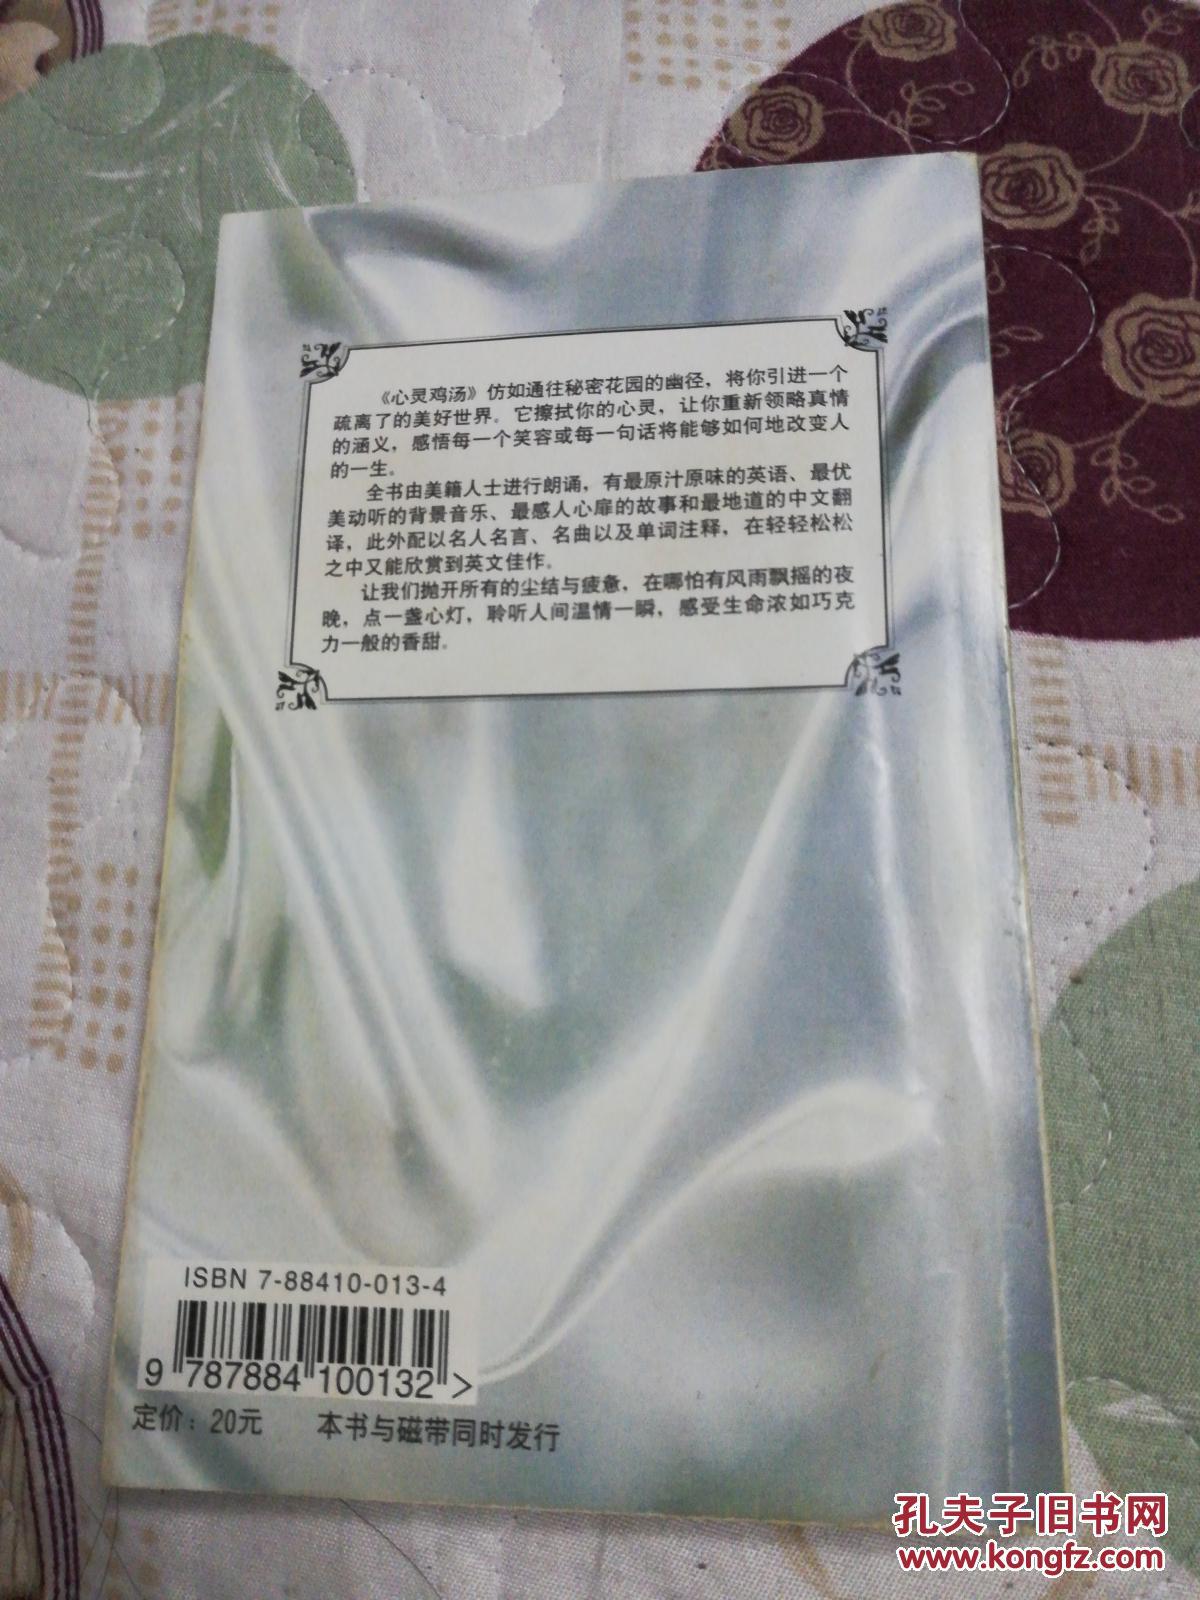 《心灵鸡汤》仿如通往秘密花园的幽径，将你引进一个
疏离了的美好世界。它擦拭你的心灵，让你重新领略真情
的涵义，感悟每一个笑容或每一句话将能够如何地改变人
的一生。
全书由美籍人士进行朗诵，有最原汁原味的英语、最优
美动听的背景音乐、最感人心扉的故事和最地道的中文翻
译，此外配以名人名言、名曲以及单词注释，在轻轻松松
之中又能欣赏到英文佳作。
让我们抛开所有的尘结与疲惫，在哪怕有风雨飘摇的夜
晚，点一盏心灯，聆听人间温情一瞬，感受生命浓如巧克
力一般的香甜。
ISBN 7-88410-013-4
9 787884 100132 >
定价：20元 本书与磁带同时发行
孔夫子旧书网
www.kongfz.com